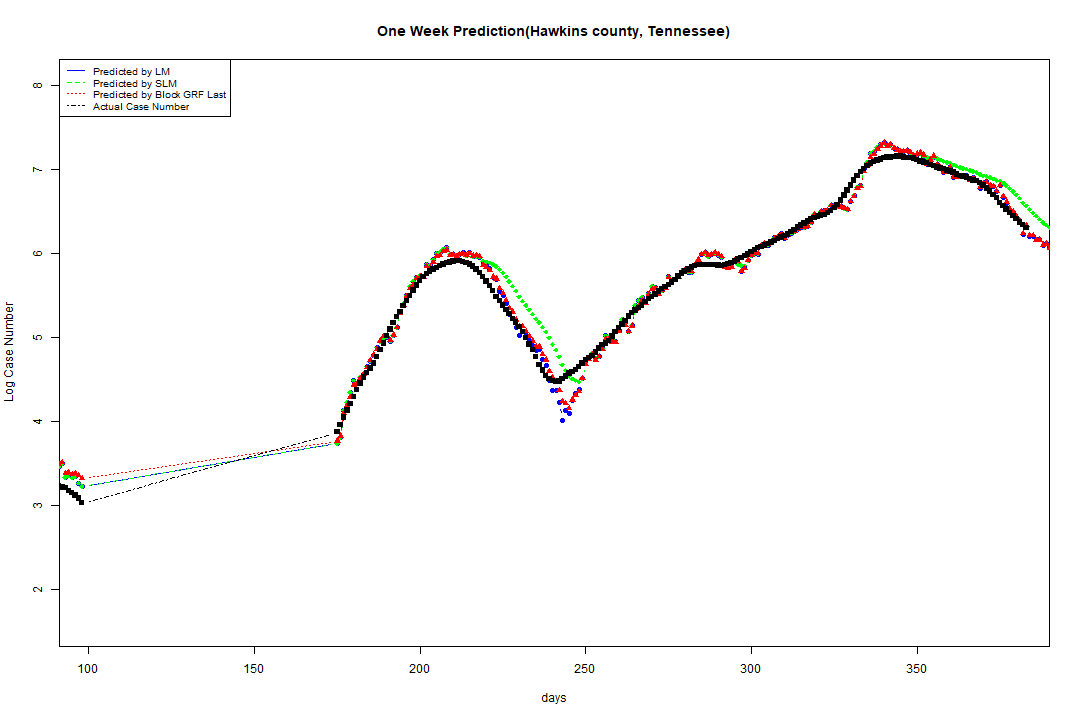 One Week Prediction(Hawkins county, Tennessee)
Predicted by LM
Predicted by SLM
Predicted by Block GRF Last
Actual Case Number
8
7
6
5
4
3
2
Log Case Number
100 150 200 250 300 350
days